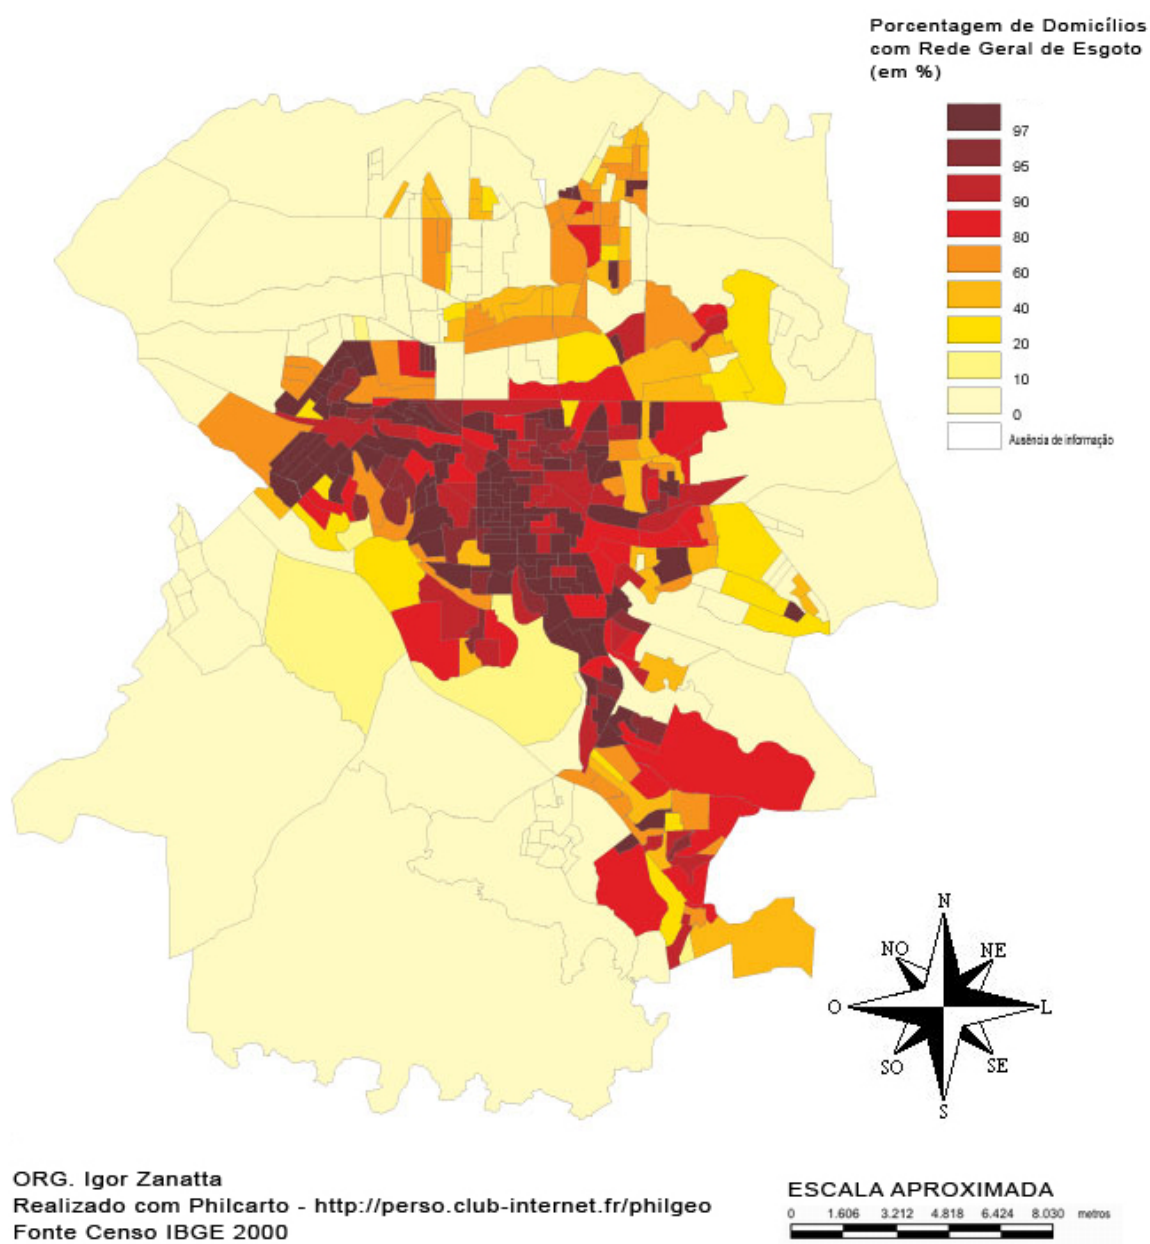 Porcentagem de Domicílios
com Rede Geral de Esgoto
(em %)
97
95
90
80
60
40
20
10
0
Ausência de informação
N
NO
NE
O
L
SO
SE
S
ORG. Igor Zanatta
Realizado com Philcarto - http://perso.club-internet.fr/philgeo
Fonte Censo IBGE 2000
ESCALA APROXIMADA
0 1.606 3.212 4.818 6.424 8.030 metros